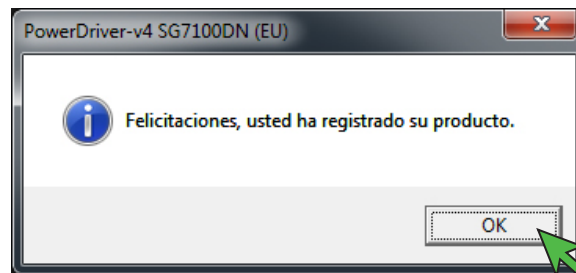 PowerDriver-v4 SG7100DN (EU)
Felicitaciones, usted ha registrado su producto.
OK